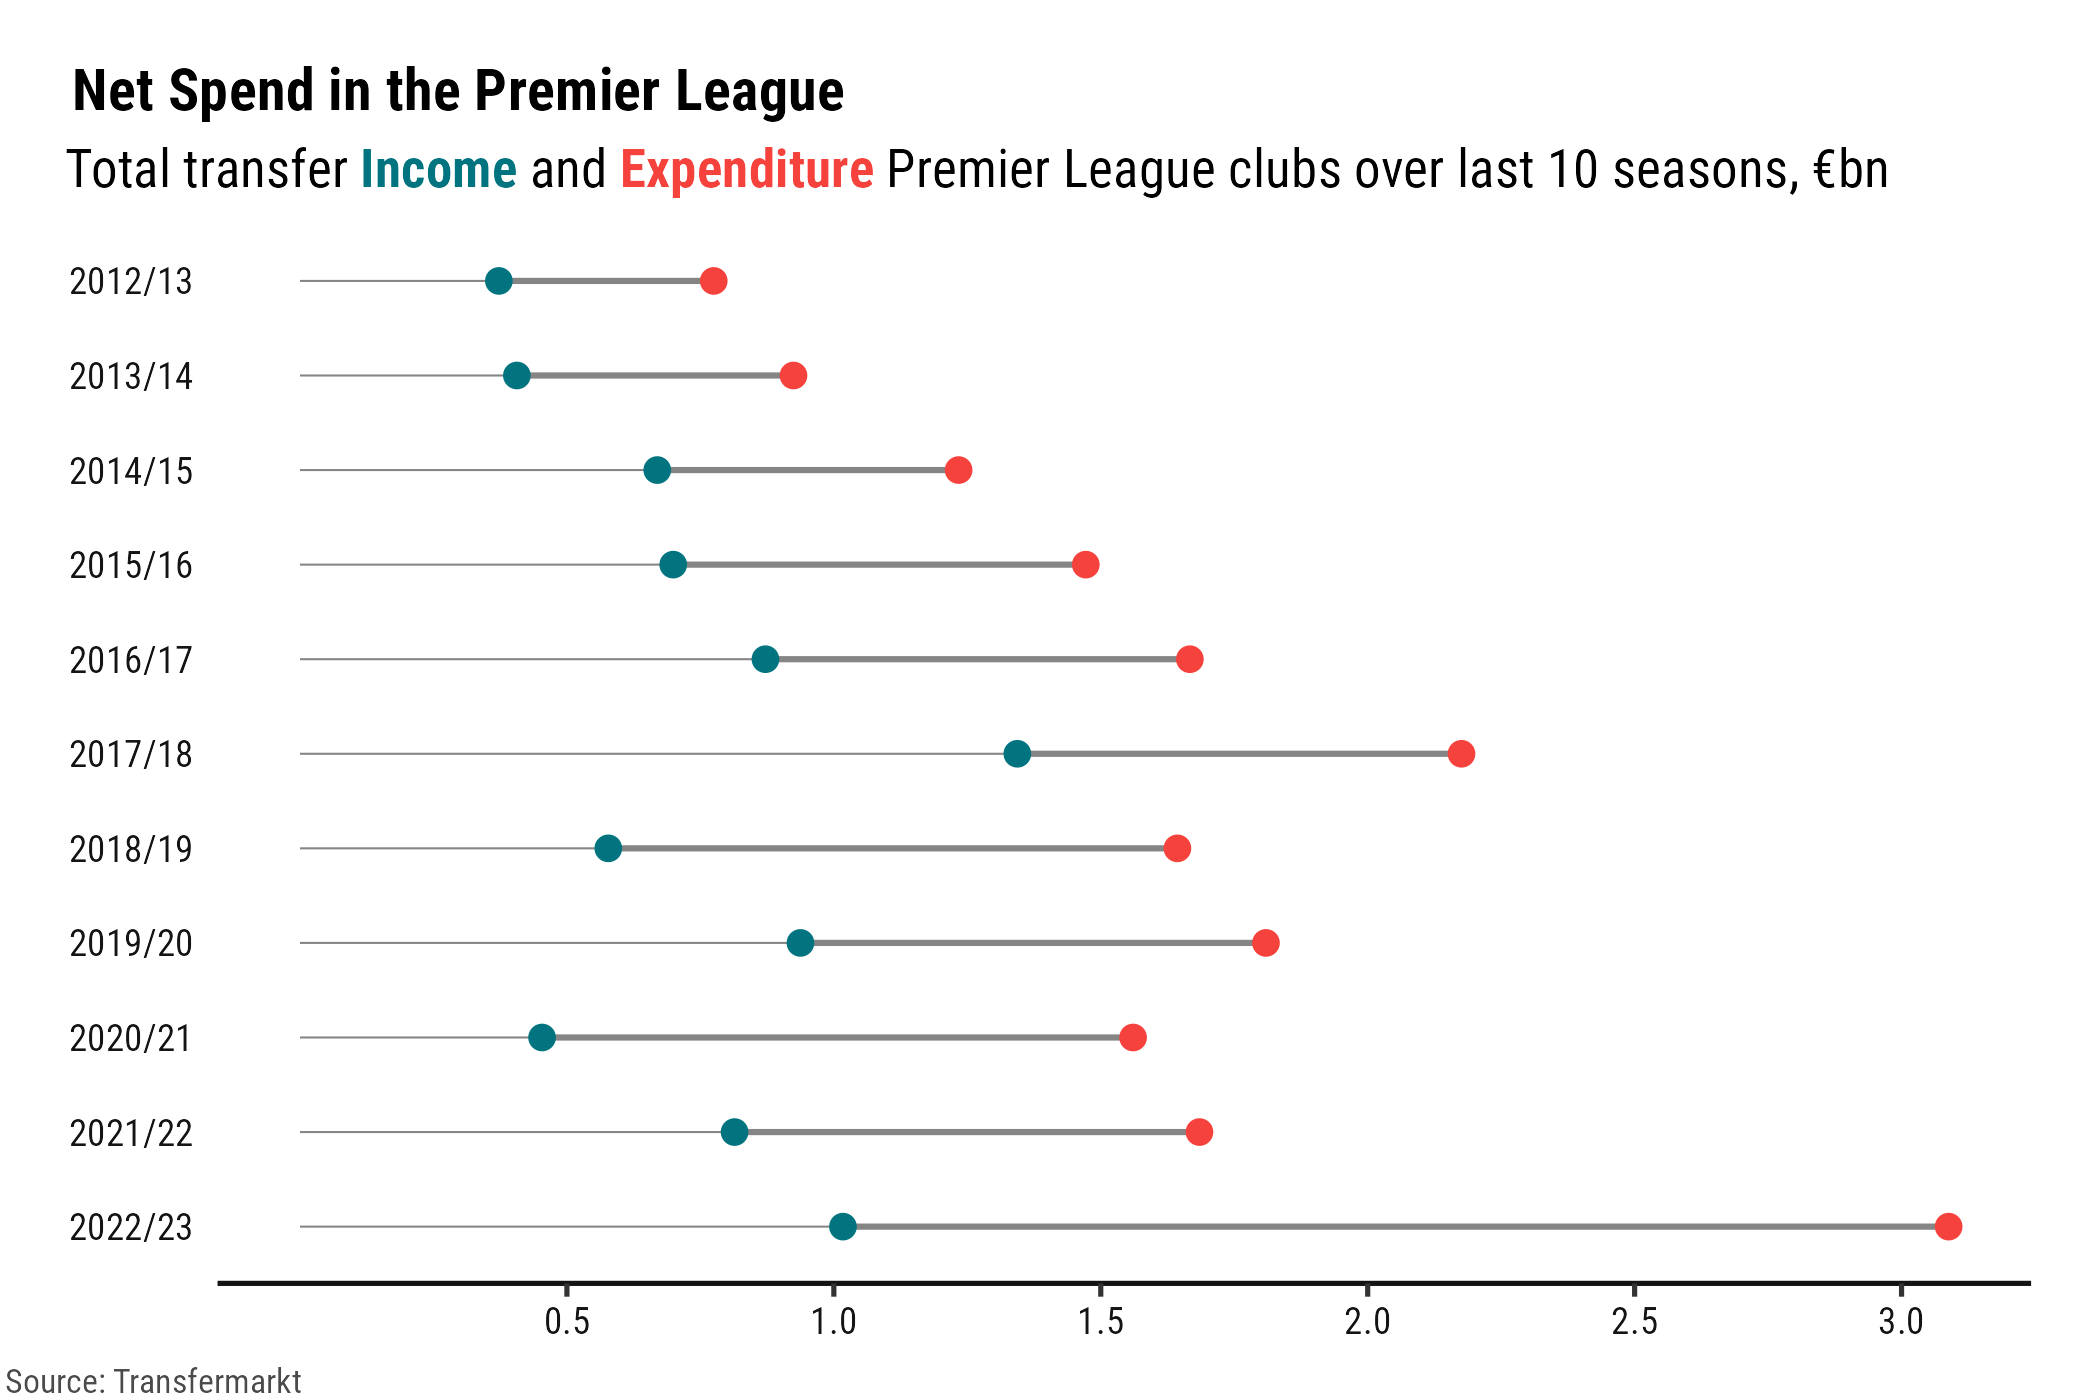 Net Spend in the Premier League
Total transfer Income and Expenditure Premier League clubs over last 10 seasons, €bn
2012/13
2013/14
2014/15
2015/16
2016/17
2017/18
2018/19
2019/20
2020/21
2021/22
2022/23
0.5 1.0 1.5 2.0 2.5 3.0
Source: Transfermarkt